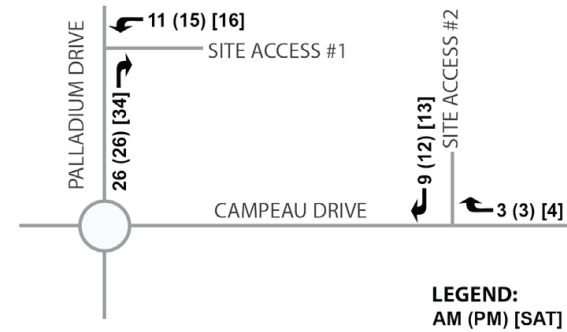 PALLADIUM DRIVE
11 (15) [16]
SITE ACCESS #1
26 (26) [34]
SITE ACCESS #2
9 (12) [13]
3 (3) [4]
CAMPEAU DRIVE
LEGEND:
AM (PM) [SAT]